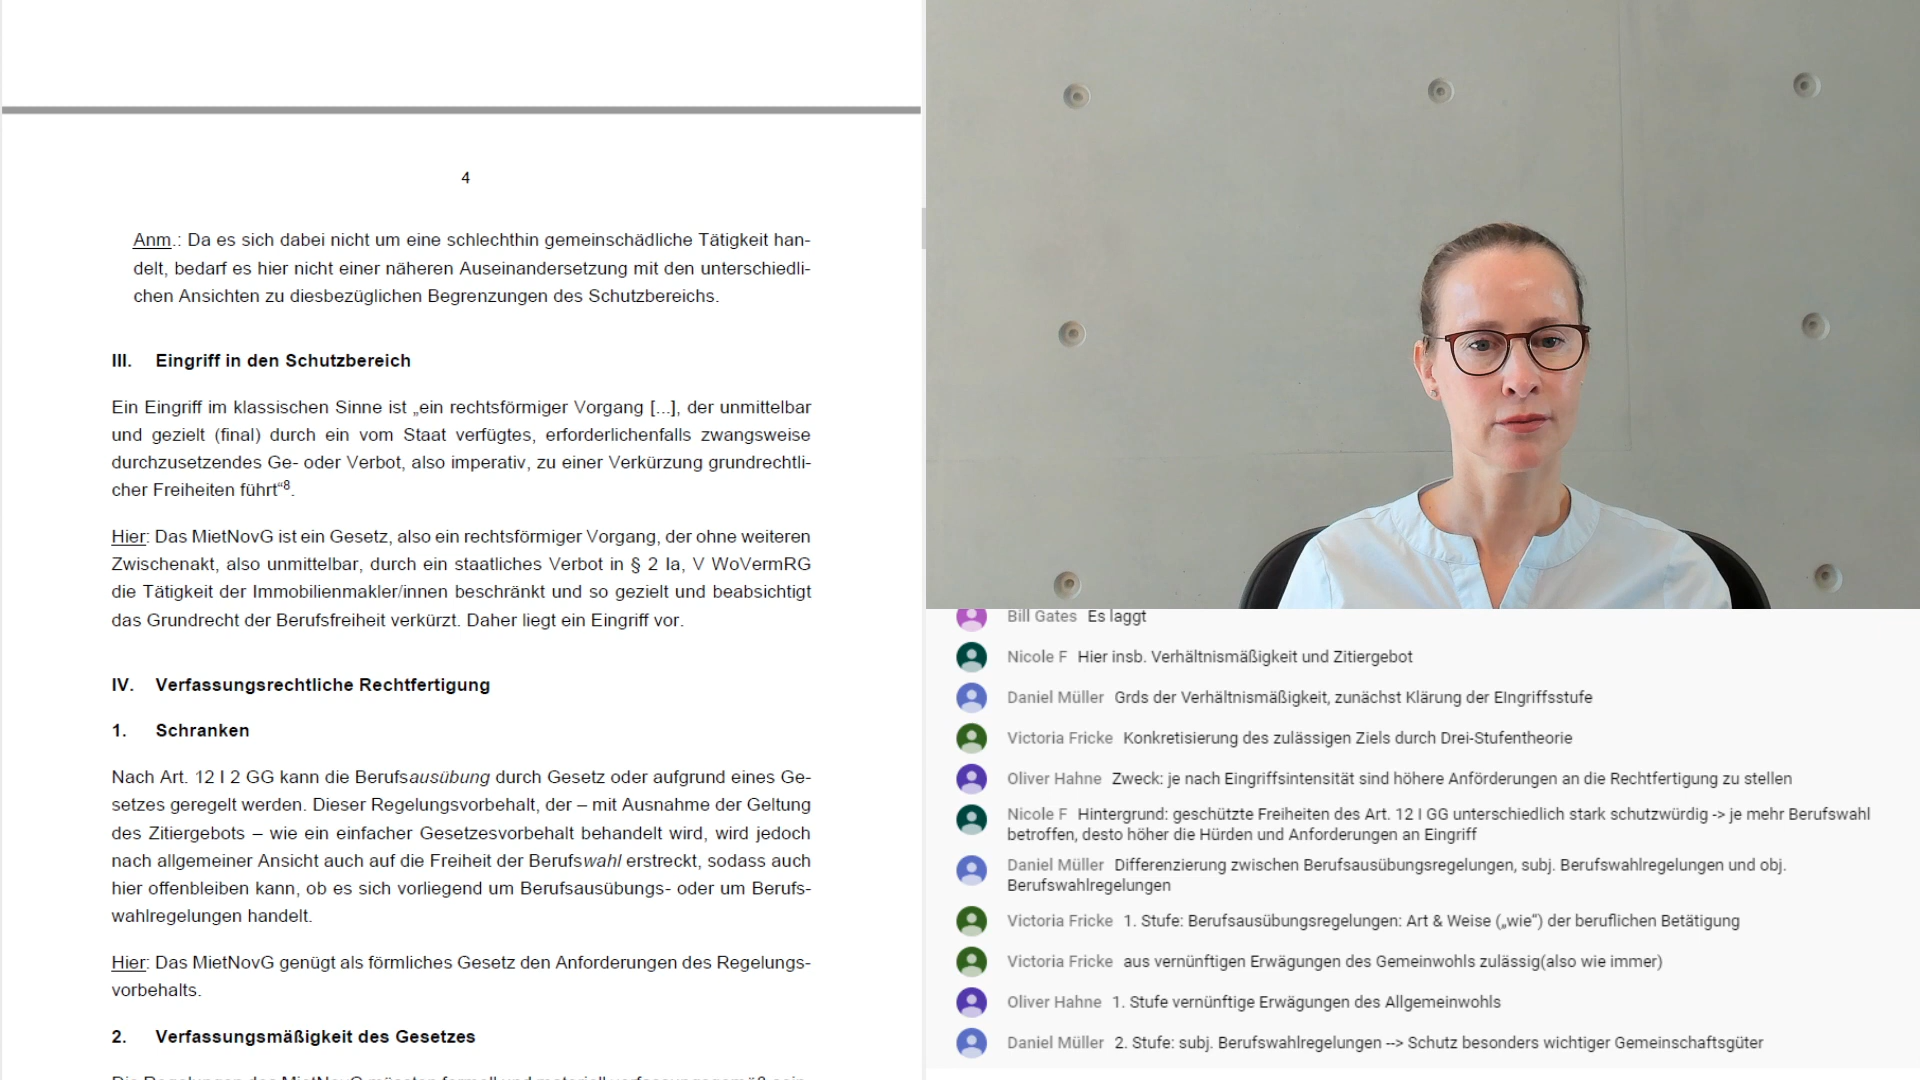 4
Anm.: Da es sich dabei nicht um eine schlechthin gemeinschädliche Tätigkeit han-
delt, bedarf es hier nicht einer näheren Auseinandersetzung mit den unterschiedli-
chen Ansichten zu diesbezüglichen Begrenzungen des Schutzbereichs.
III. Eingriff in den Schutzbereich
Ein Eingriff im klassischen Sinne ist „ein rechtsförmiger Vorgang [...], der unmittelbar
und gezielt (final) durch ein vom Staat verfügtes, erforderlichenfalls zwangsweise
durchzusetzendes Ge- oder Verbot, also imperativ, zu einer Verkürzung grundrechtli-
cher Freiheiten führt“8.
Hier: Das MietNovG ist ein Gesetz, also ein rechtsförmiger Vorgang, der ohne weiteren
Zwischenakt, also unmittelbar, durch ein staatliches Verbot in § 2 Ia, V WoVermRG
die Tätigkeit der Immobilienmakler/innen beschränkt und so gezielt und beabsichtigt
das Grundrecht der Berufsfreiheit verkürzt. Daher liegt ein Eingriff vor.
IV. Verfassungsrechtliche Rechtfertigung
1. Schranken
Nach Art. 12 I 2 GG kann die Berufsausübung durch Gesetz oder aufgrund eines Ge-
setzes geregelt werden. Dieser Regelungsvorbehalt, der – mit Ausnahme der Geltung
des Zitiergebots – wie ein einfacher Gesetzesvorbehalt behandelt wird, wird jedoch
nach allgemeiner Ansicht auch auf die Freiheit der Berufswahl erstreckt, sodass auch
hier offenbleiben kann, ob es sich vorliegend um Berufsausübungs- oder um Berufs-
wahlregelungen handelt.
Hier: Das MietNovG genügt als förmliches Gesetz den Anforderungen des Regelungs-
vorbehalts.
2. Verfassungsmäßigkeit des Gesetzes
Bill Gates Es laggt
Nicole F Hier insb. Verhältnismäßigkeit und Zitiergebot
Daniel Müller Grds der Verhältnismäßigkeit, zunächst Klärung der EIngriffsstufe
Victoria Fricke Konkretisierung des zulässigen Ziels durch Drei-Stufentheorie
Oliver Hahne Zweck: je nach Eingriffsintensität sind höhere Anförderungen an die Rechtfertigung zu stellen
Nicole F Hintergrund: geschützte Freiheiten des Art. 12 I GG unterschiedlich stark schutzwürdig -> je mehr Berufswahl
betroffen, desto höher die Hürden und Anforderungen an Eingriff
Daniel Müller Differenzierung zwischen Berufsausübungsregelungen, subj. Berufswahlregelungen und obj.
Berufswahlregelungen
Victoria Fricke 1. Stufe: Berufsausübungsregelungen: Art & Weise („wie“) der beruflichen Betätigung
Victoria Fricke aus vernünftigen Erwägungen des Gemeinwohls zulässig(also wie immer)
Oliver Hahne 1. Stufe vernünftige Erwägungen des Allgemeinwohls
Daniel Müller 2. Stufe: subj. Berufswahlregelungen --> Schutz besonders wichtiger Gemeinschaftsgüter